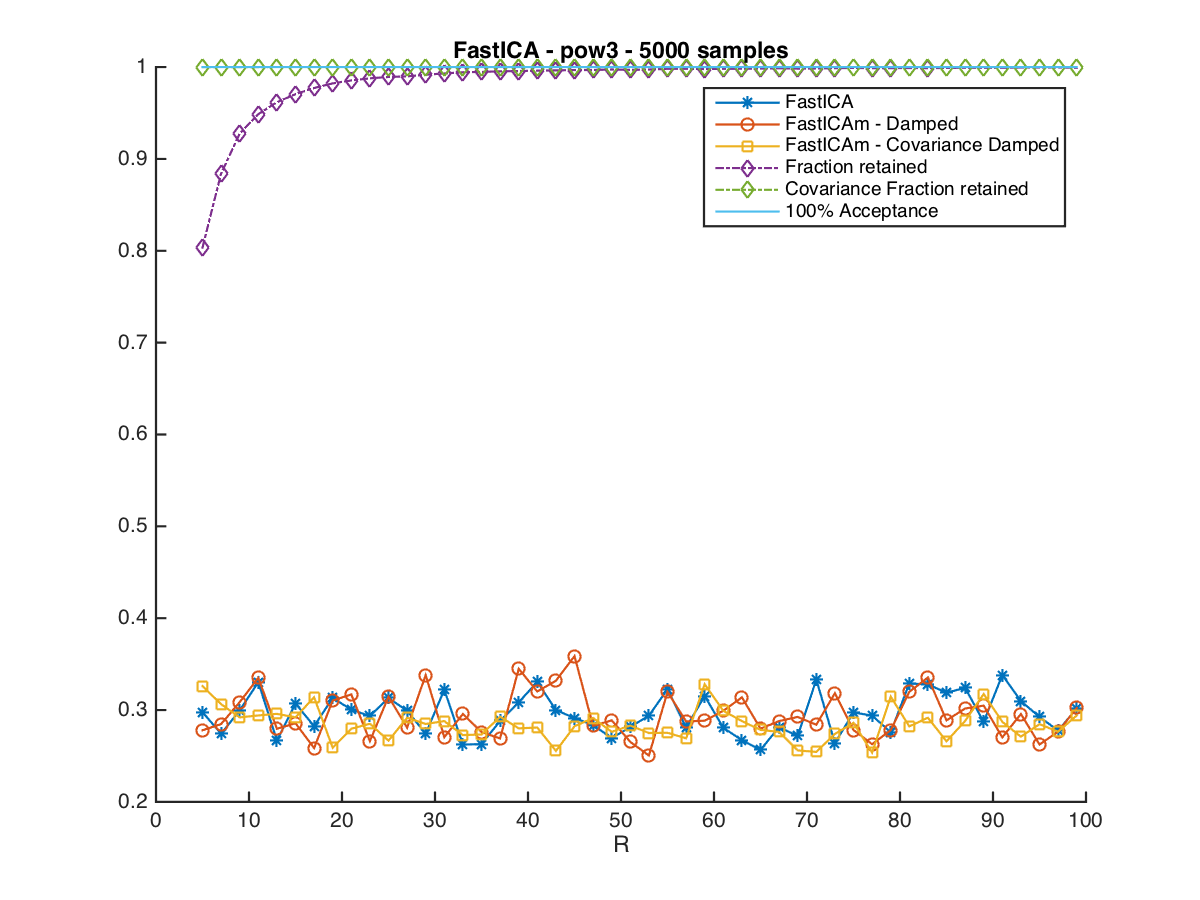 FastICA - pow3 - 5000 samples
1
0.9
0.8
0.7
0.6
0.5
0.4
0.3
0.2
FastICA
FastICAm - Damped
FastICAm - Covariance Damped
Fraction retained
Covariance Fraction retained
100% Acceptance
0 10 20 30 40 50 60 70 80 90 100
R